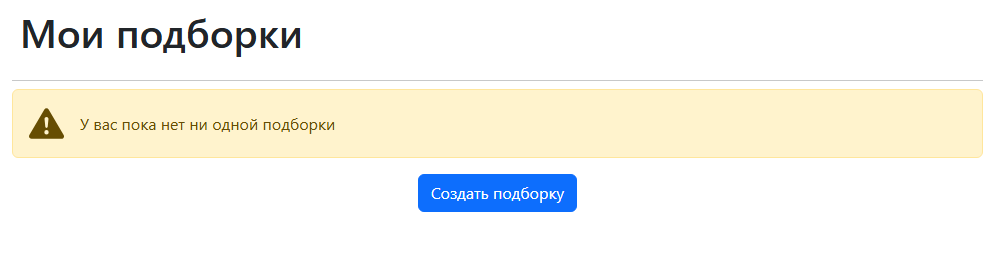 Мои подборки
У вас пока нет ни одной подборки
Создать подборку